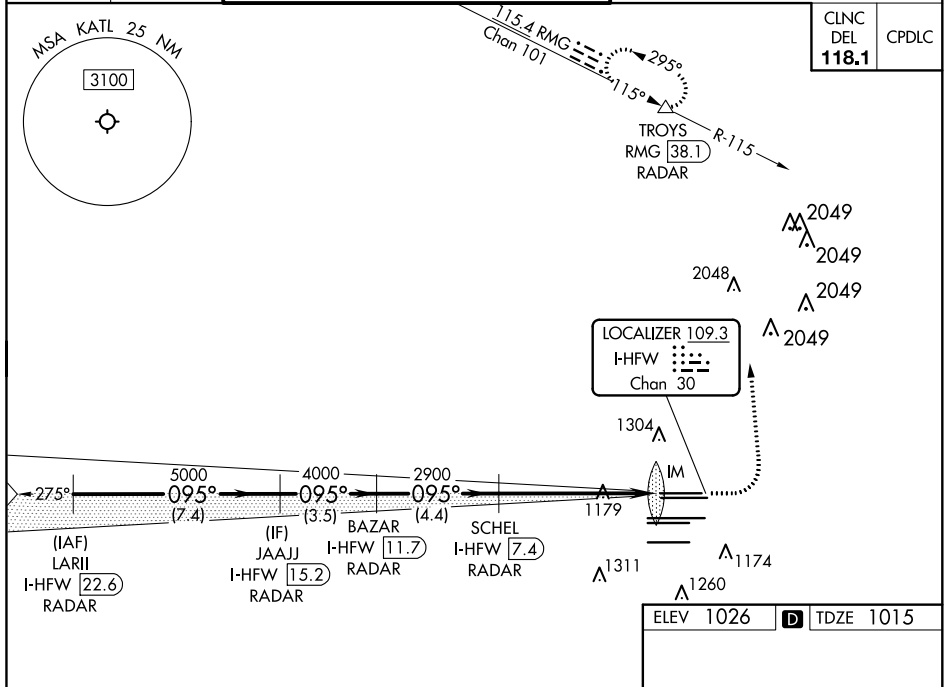 MSA KATL 25 NM
3100
115.4 RMG
Chan 101
295°
115°
TROYS
RMG 38.1
RADAR
R-115
CLNC
DEL
118.1
CPDLC
2049
2049
2048
2049
2049
LOCALIZER 109.3
I-HFW
Chan 30
1304
IM
1179
275°
5000
095°
(7.4)
4000
095°
(3.5)
2900
095°
(4.4)
(IAF)
LARII
I-HFW 22.6
RADAR
(IF)
JAAJJ
I-HFW 15.2
RADAR
BAZAR
I-HFW 11.7
RADAR
SCHEL
I-HFW 7.4
RADAR
1311
1174
1260
ELEV 1026 D TDZE 1015